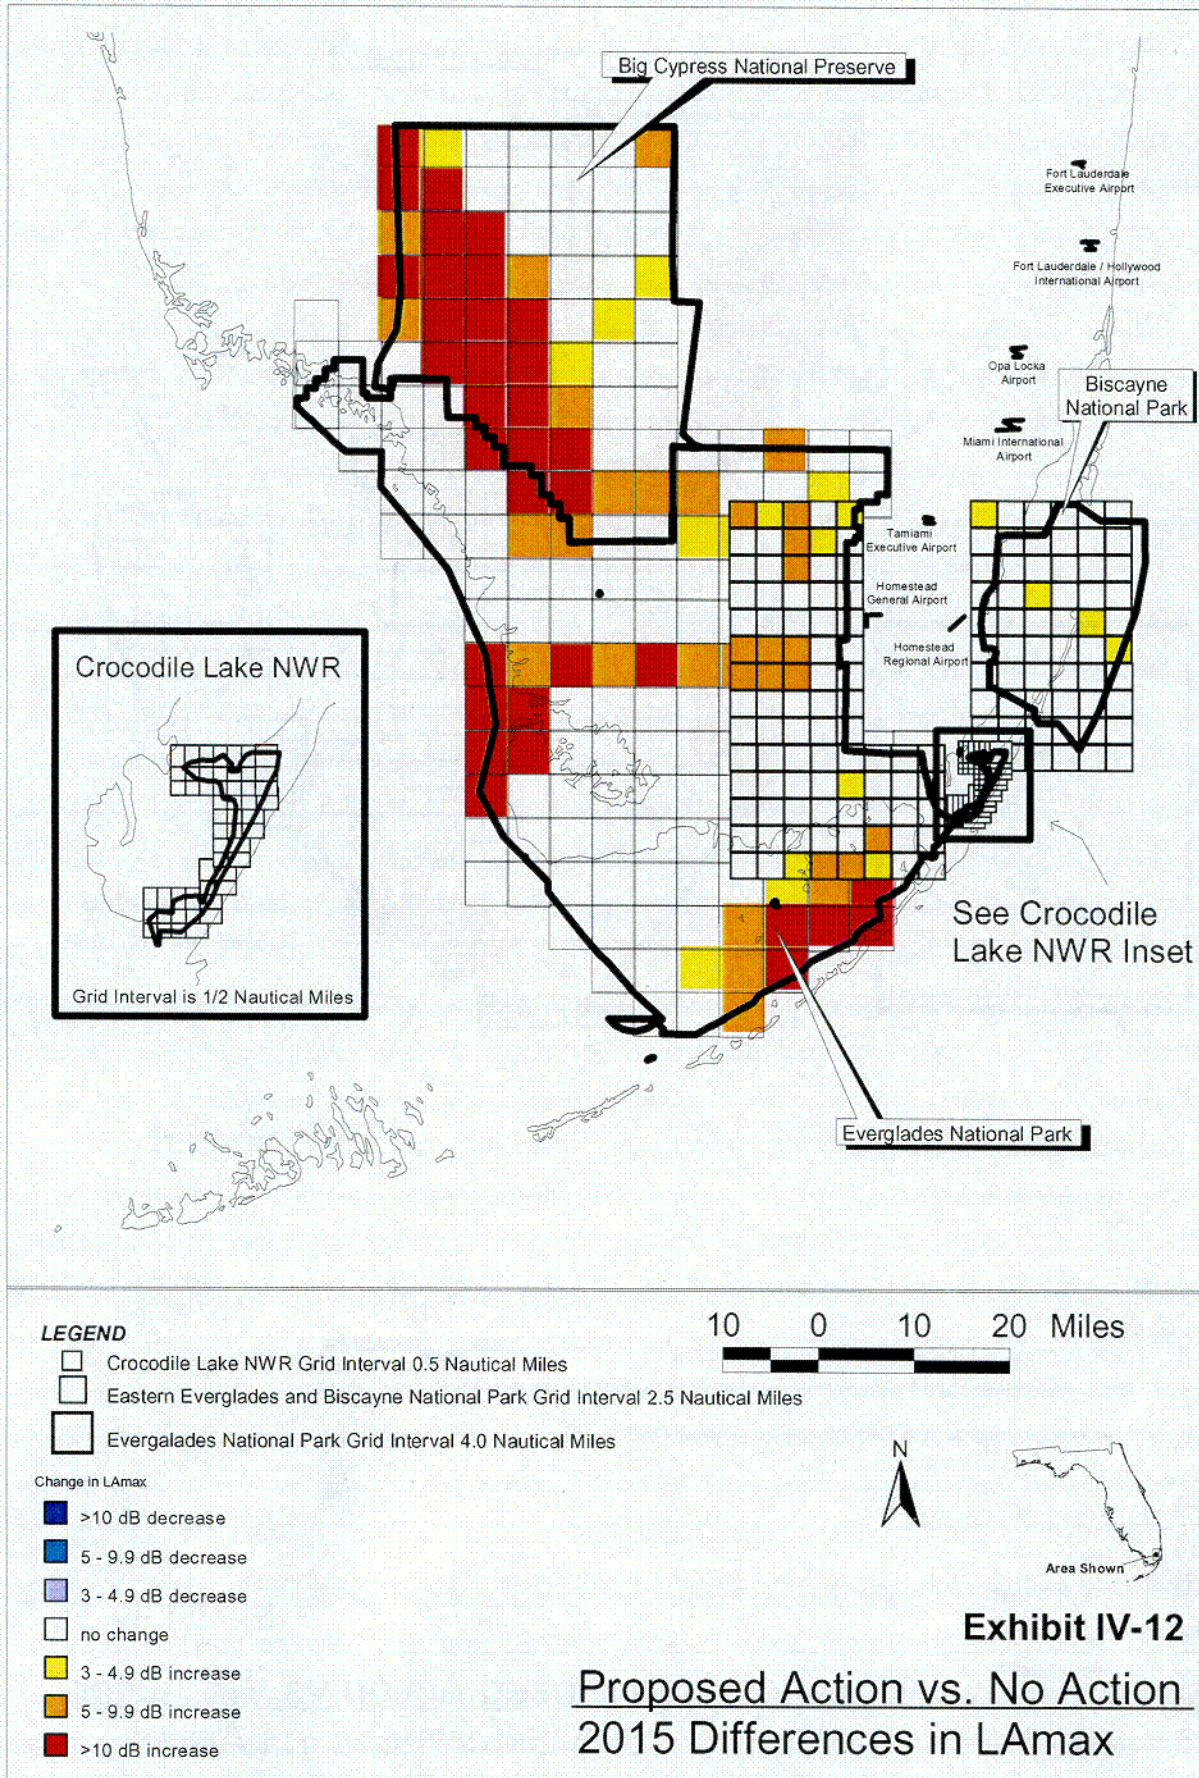 Big Cypress National Preserve
Fort Lauderdale
Executive Airport
Fort Lauderdale / Hollywood
International Airport
Opa Locka
Airport
Biscayne
National Park
Miami International
Airport
Tamiami
Executive Airport
Homestead
General Airport
Homestead
Regional Airport
Crocodile Lake NWR
Grid Interval is 1/2 Nautical Miles
See Crocodile
Lake NWR Inset
Everglades National Park
LEGEND
Crocodile Lake NWR Grid Interval 0.5 Nautical Miles
Eastern Everglades and Biscayne National Park Grid Interval 2.5 Nautical Miles
Evergalades National Park Grid Interval 4.0 Nautical Miles
10 0 10 20 Miles
Change in LAmax
>10 dB decrease
5 - 9.9 dB decrease
3 - 4.9 dB decrease
no change
3 - 4.9 dB increase
5 - 9.9 dB increase
>10 dB increase
N
Area Shown
Exhibit IV-12
Proposed Action vs. No Action
2015 Differences in LAmax